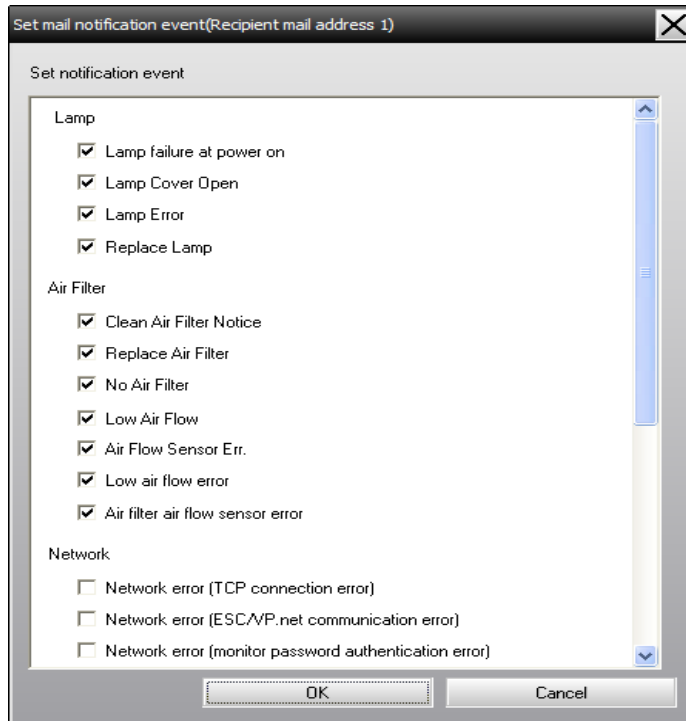 Set mail notification event(Recipient mail address 1)
Set notification event
Lamp
Lamp failure at power on
Lamp Cover Open
Lamp Error
Replace Lamp
Air Filter
Clean Air Filter Notice
Replace Air Filter
No Air Filter
Low Air Flow
Air Flow Sensor Err.
Low air flow error
Air filter air flow sensor error
Network
Network error (TCP connection error)
Network error (ESC/VP.net communication error)
Network error (monitor password authentication error)
OK
Cancel